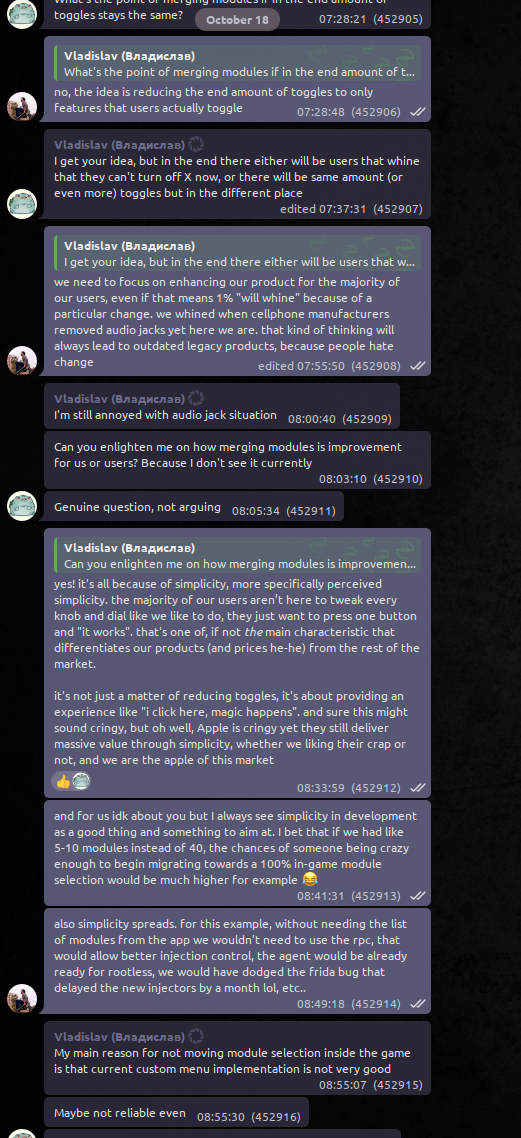 What's the point of merging modules if in the end amount of
toggles stays the same?
07:28:21 (452905)
October 18
Vladislav (Владислав)
What's the point of merging modules if in the end amount of t...
no, the idea is reducing the end amount of toggles to only
features that users actually toggle
07:28:48 (452906)
Vladislav (Владислав)
I get your idea, but in the end there either will be users that whine
that they can't turn off X now, or there will be same amount (or
even more) toggles but in the different place
edited 07:37:31 (452907)
Vladislav (Владислав)
I get your idea, but in the end there either will be users that w...
we need to focus on enhancing our product for the majority of
our users, even if that means 1% "will whine" because of a
particular change. we whined when cellphone manufacturers
removed audio jacks yet here we are. that kind of thinking will
always lead to outdated legacy products, because people hate
change
edited 07:55:50 (452908)
Vladislav (Владислав)
I'm still annoyed with audio jack situation
08:00:40 (452909)
Can you enlighten me on how merging modules is improvement
for us or users? Because I don't see it currently
08:03:10 (452910)
Genuine question, not arguing
08:05:34 (452911)
Vladislav (Владислав)
Can you enlighten me on how merging modules is improvemen...
yes! it's all because of simplicity, more specifically perceived
simplicity. the majority of our users aren't here to tweak every
knob and dial like we like to do, they just want to press one button
and "it works". that's one of, if not the main characteristic that
differentiates our products (and prices he-he) from the rest of the
market.
it's not just a matter of reducing toggles, it's about providing an
experience like "i click here, magic happens". and sure this might
sound cringy, but oh well, Apple is cringy yet they still deliver
massive value through simplicity, whether we liking their crap or
not, and we are the apple of this market
08:33:59 (452912)
and for us idk about you but I always see simplicity in development
as a good thing and something to aim at. I bet that if we had like
5-10 modules instead of 40, the chances of someone being crazy
enough to begin migrating towards a 100% in-game module
selection would be much higher for example 😂
08:41:31 (452913)
also simplicity spreads. for this example, without needing the list
of modules from the app we wouldn't need to use the rpc, that
would allow better injection control, the agent would be already
ready for rootless, we would have dodged the frida bug that
delayed the new injectors by a month lol, etc..
08:49:18 (452914)
Vladislav (Владислав)
My main reason for not moving module selection inside the game
is that current custom menu implementation is not very good
08:55:07 (452915)
Maybe not reliable even
08:55:30 (452916)